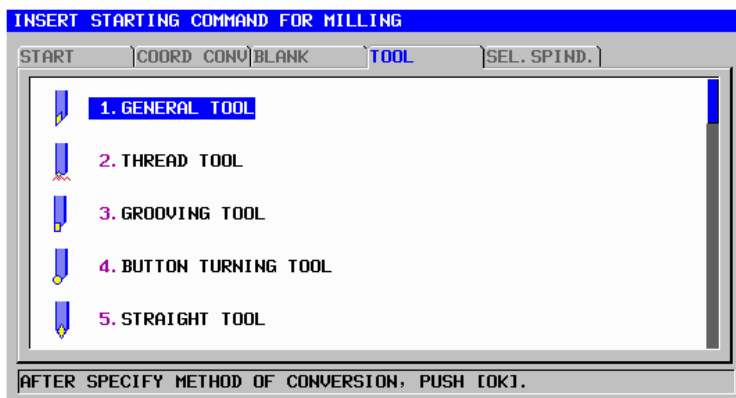 INSERT STARTING COMMAND FOR MILLING
START COORD CONV BLANK TOOL SEL.SPIND.
1.GENERAL TOOL
2.THREAD TOOL
3.GROOVING TOOL
4.BUTTON TURNING TOOL
5.STRAIGHT TOOL
AFTER SPECIFY METHOD OF CONVERSION, PUSH [OK].